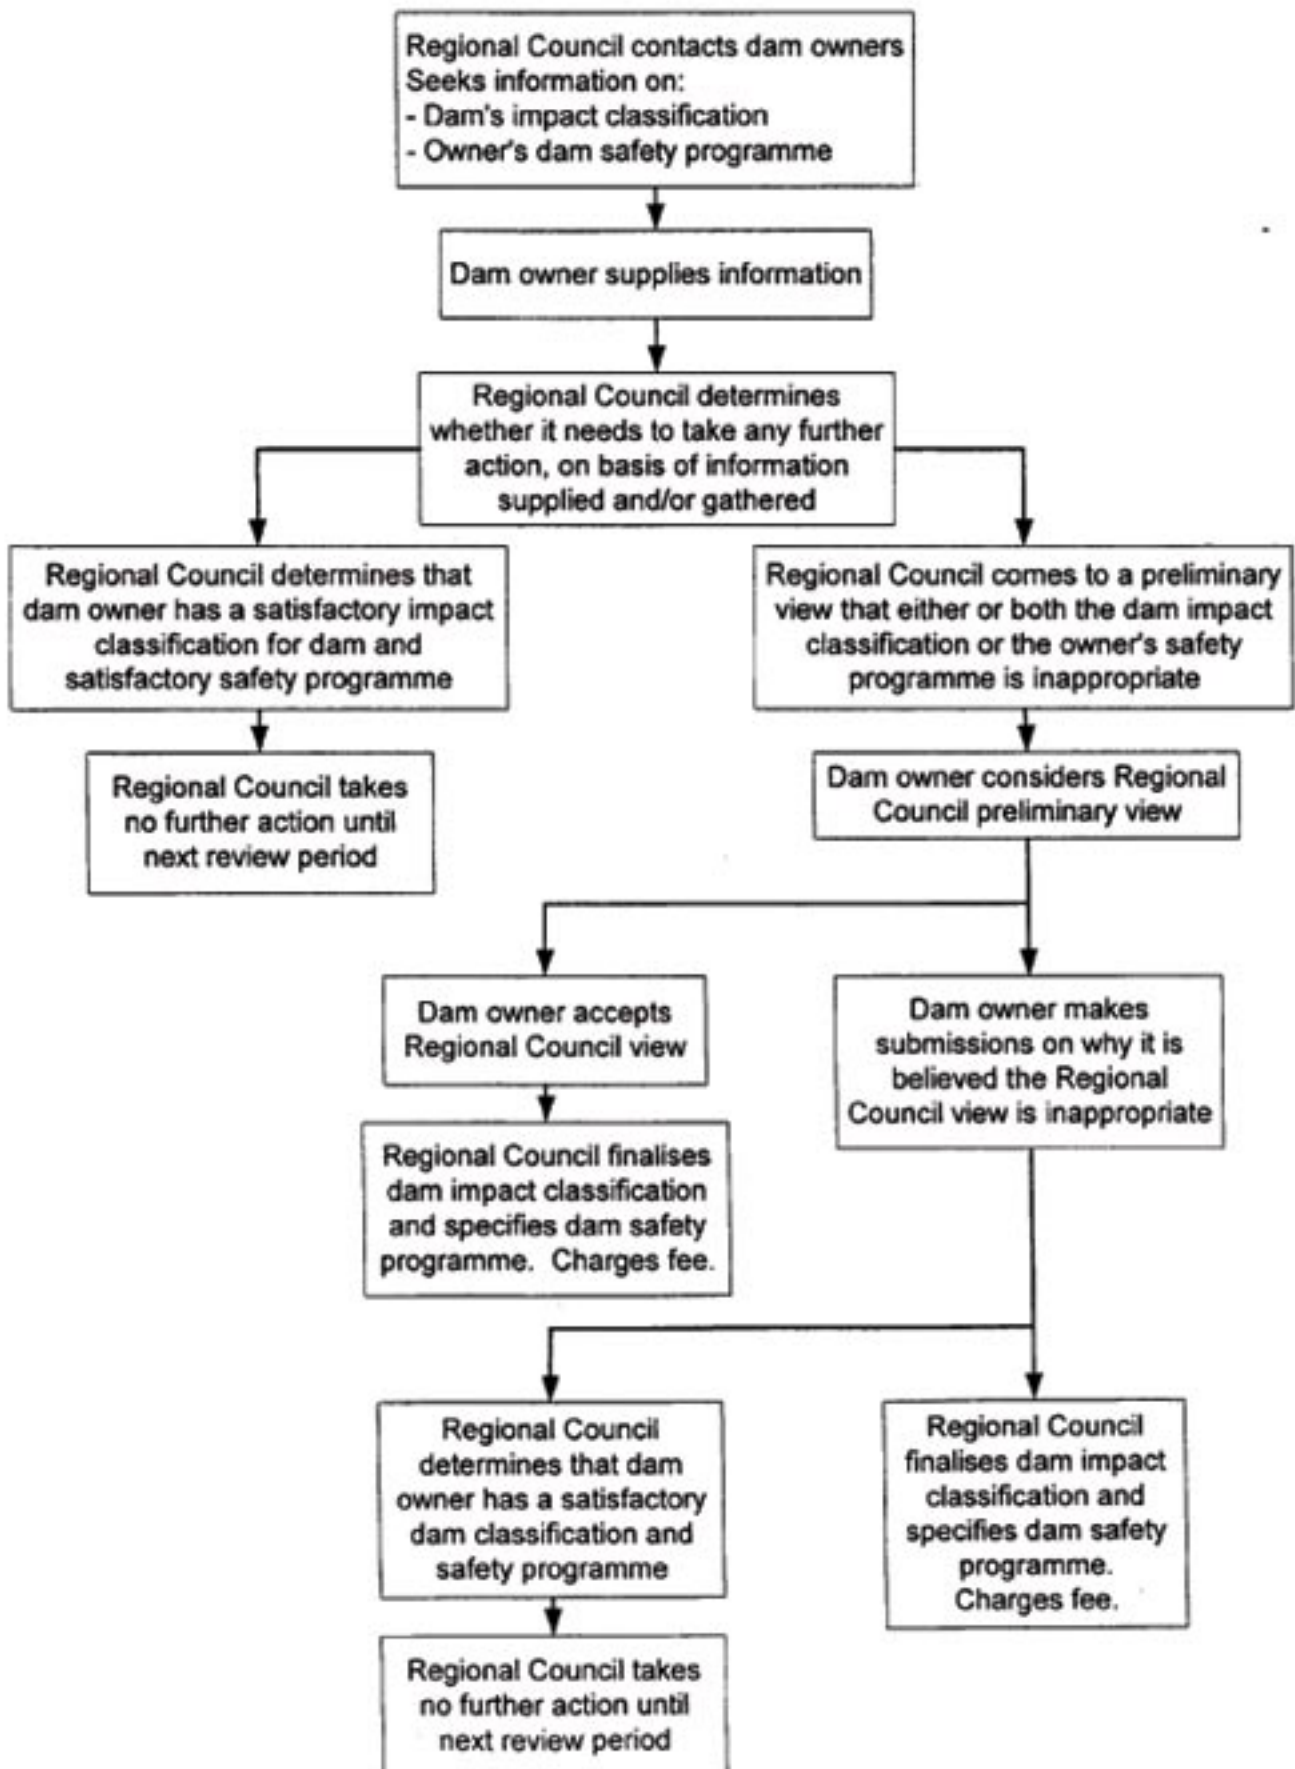 Regional Council contacts dam owners
Seeks information on:
- Dam's impact classification
- Owner's dam safety programme
Dam owner supplies information
Regional Council determines
whether it needs to take any further
action, on basis of information
supplied and/or gathered
Regional Council determines that
dam owner has a satisfactory impact
classification for dam and
satisfactory safety programme
Regional Council comes to a preliminary
view that either or both the dam impact
classification or the owner's safety
programme is inappropriate
Regional Council takes
no further action until
next review period
Dam owner considers Regional
Council preliminary view
Dam owner accepts
Regional Council view
Dam owner makes
submissions on why it is
believed the Regional
Council view is inappropriate
Regional Council finalises
dam impact classification
and specifies dam safety
programme.  Charges fee.
Regional Council
determines that dam
owner has a satisfactory
dam classification and
safety programme
Regional Council
finalises dam impact
classification and
specifies dam safety
programme.
Charges fee.
Regional Council takes
no further action until
next review period